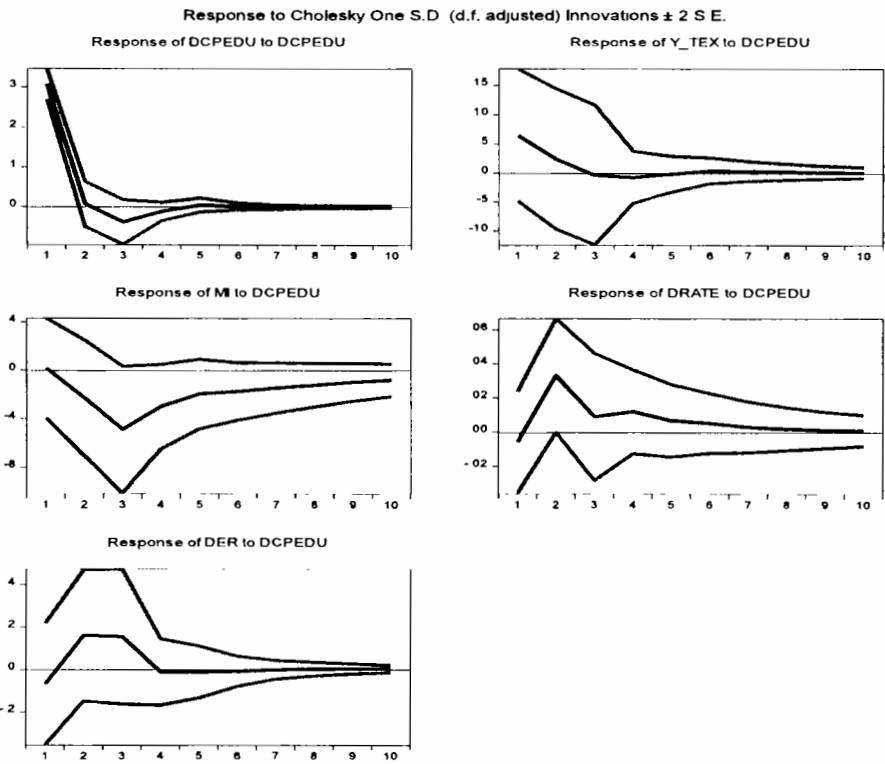 Response to Cholesky One S.D (d.f. adjusted) Innovations ± 2 S E.
Response of DCPEDU to DCPEDU
3
2
1
0
1 2 3 4 5 6 7 8 9 10
Response of Y_TEX to DCPEDU
15
10
5
0
-5
-10
1 2 3 4 5 6 7 8 9 10
Response of MI to DCPEDU
4
0
-4
-8
1 2 3 4 5 6 7 8 9 10
Response of DRATE to DCPEDU
06
04
02
00
-02
1 2 3 4 5 6 7 8 9 10
Response of DER to DCPEDU
4
2
0
-2
1 2 3 4 5 6 7 8 9 10